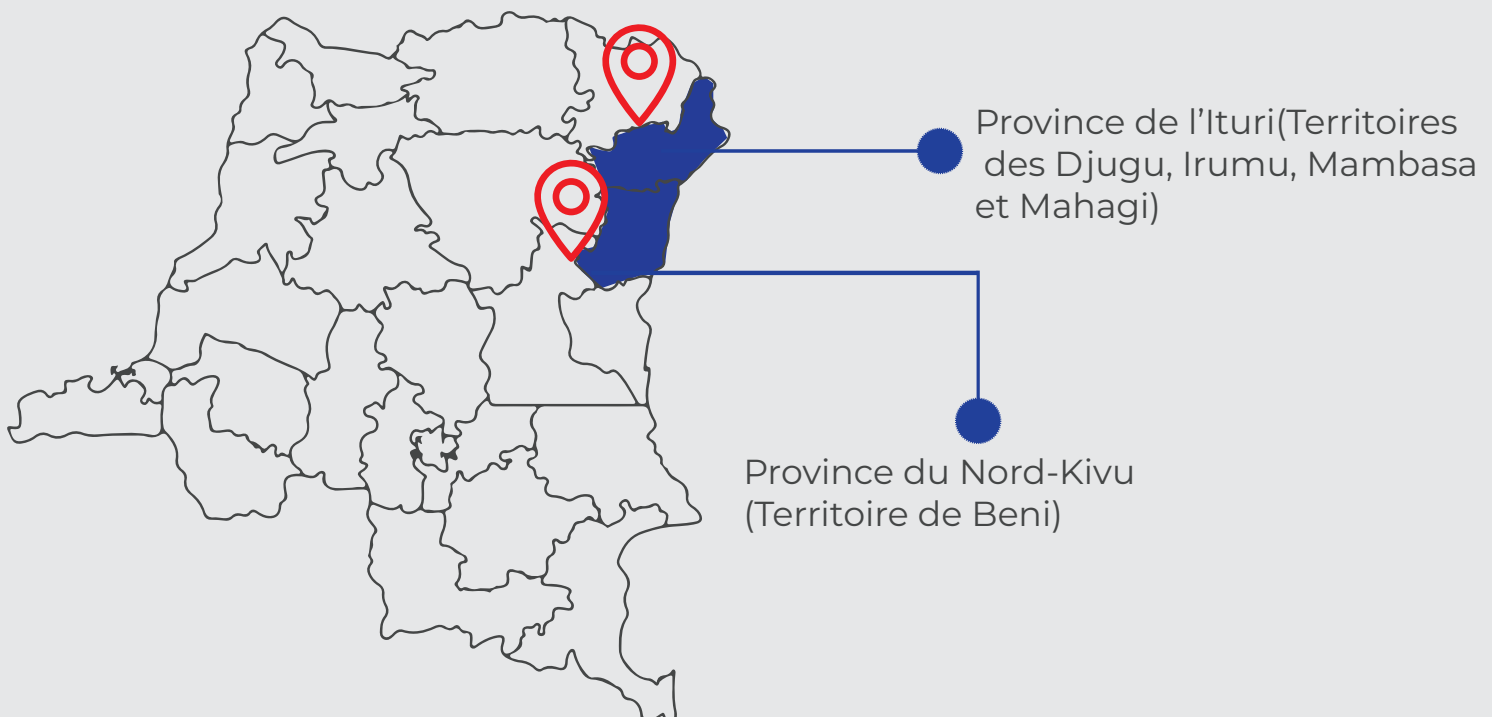 Province de l’Ituri(Territoires
des Djugu, Irumu, Mambasa
et Mahagi)
Province du Nord-Kivu
(Territoire de Beni)